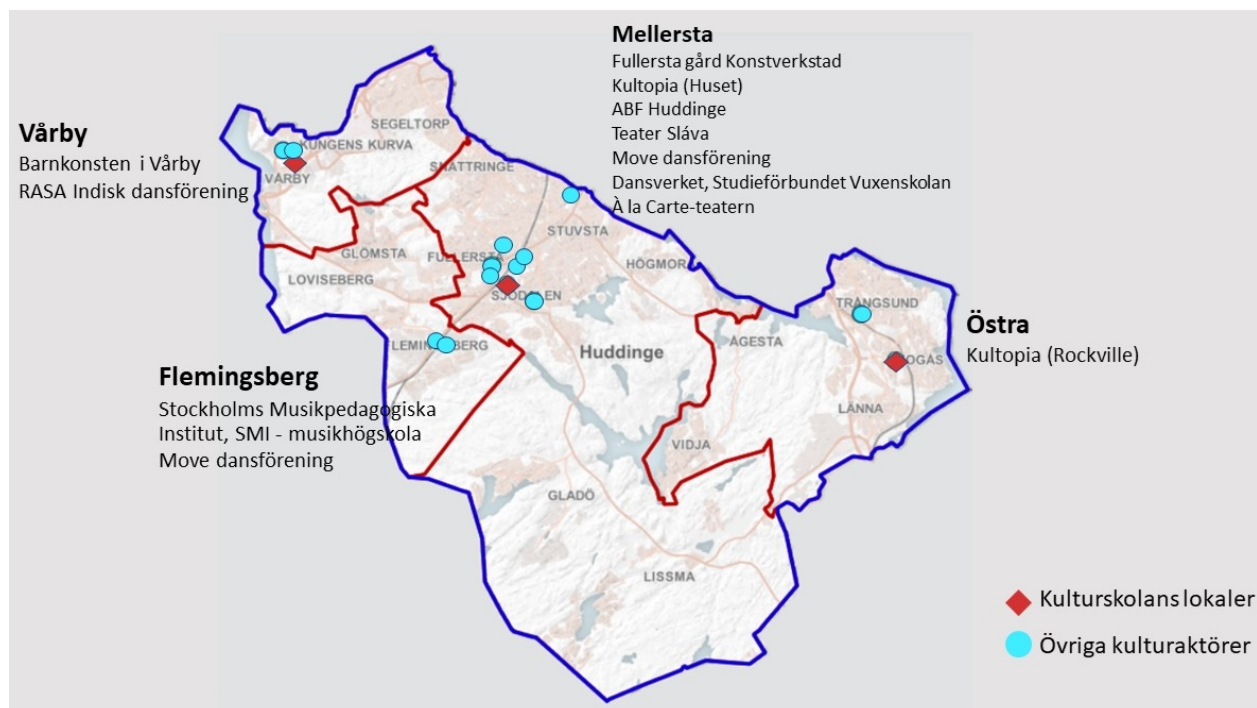 Mellersta
Fullersta gård Konstverkstad
Kultopia (Huset)
ABF Huddinge
Teater Sláva
Move dansförening
Dansverket, Studieförbundet Vuxenskolan
À la Carte-teatern
Vårby
Barnkonsten i Vårby
RASA Indisk dansförening
SEGELTORP
KUNGENS KURVA
SNÄTTRINGE
VÅRBY
STUVSTA
GLÖMSTA
FULLERSTA
HÖGMORA
LOVISEBERG
SJÖDALEN
TRÅNGSUND
Östra
Kultopia (Rockville)
Huddinge
ÅGESTA
SKOGÅS
FLEMINGSBERG
Flemingsberg
Stockholms Musikpedagogiska
Institut, SMI - musikhögskola
Move dansförening
LÄNNA
VIDJA
GLADÖ
LISSMA
Kulturskolans lokaler
Övriga kulturaktörer